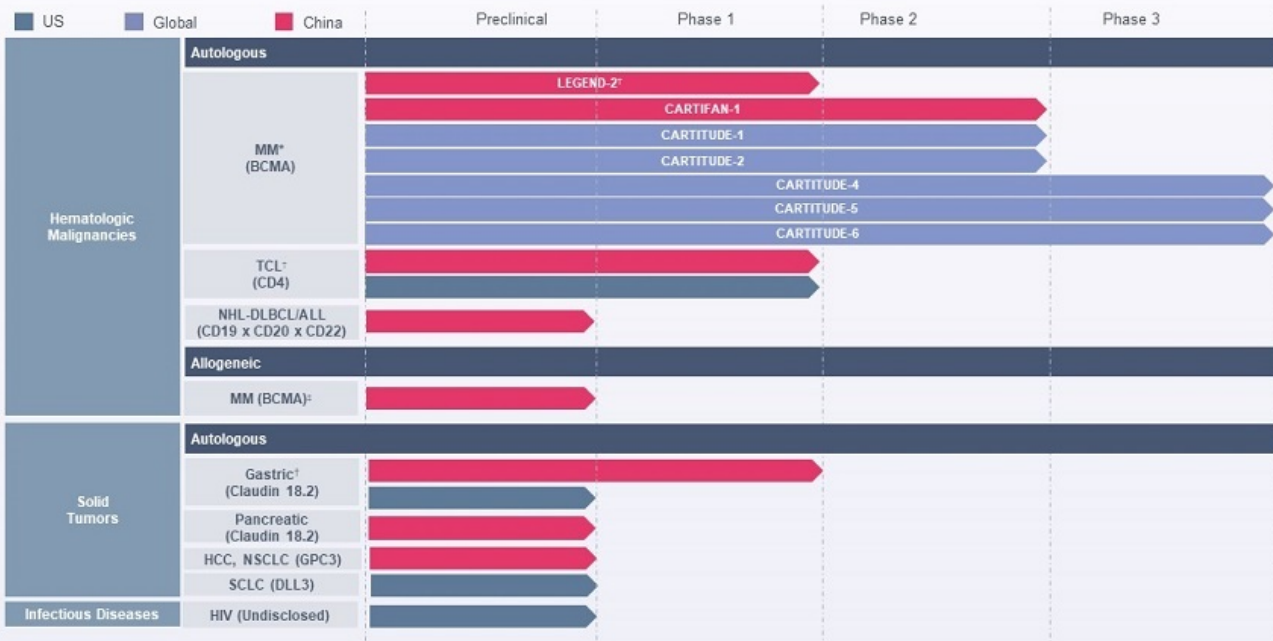 US Global China Preclinical Phase 1 Phase 2 Phase 3
Autologous
LEGEND-2†
CARTIFAN-1
CARTITUDE-1
MM*
(BCMA)
CARTITUDE-2
CARTITUDE-4
CARTITUDE-5
CARTITUDE-6
Hematologic
Malignancies
TCL†
(CD4)
NHL-DLBCL/ALL
(CD19 x CD20 x CD22)
Allogeneic
MM (BCMA)‡
Autologous
Gastric†
(Claudin 18.2)
Solid
Tumors
Pancreatic
(Claudin 18.2)
HCC, NSCLC (GPC3)
SCLC (DLL3)
Infectious Diseases HIV (Undisclosed)